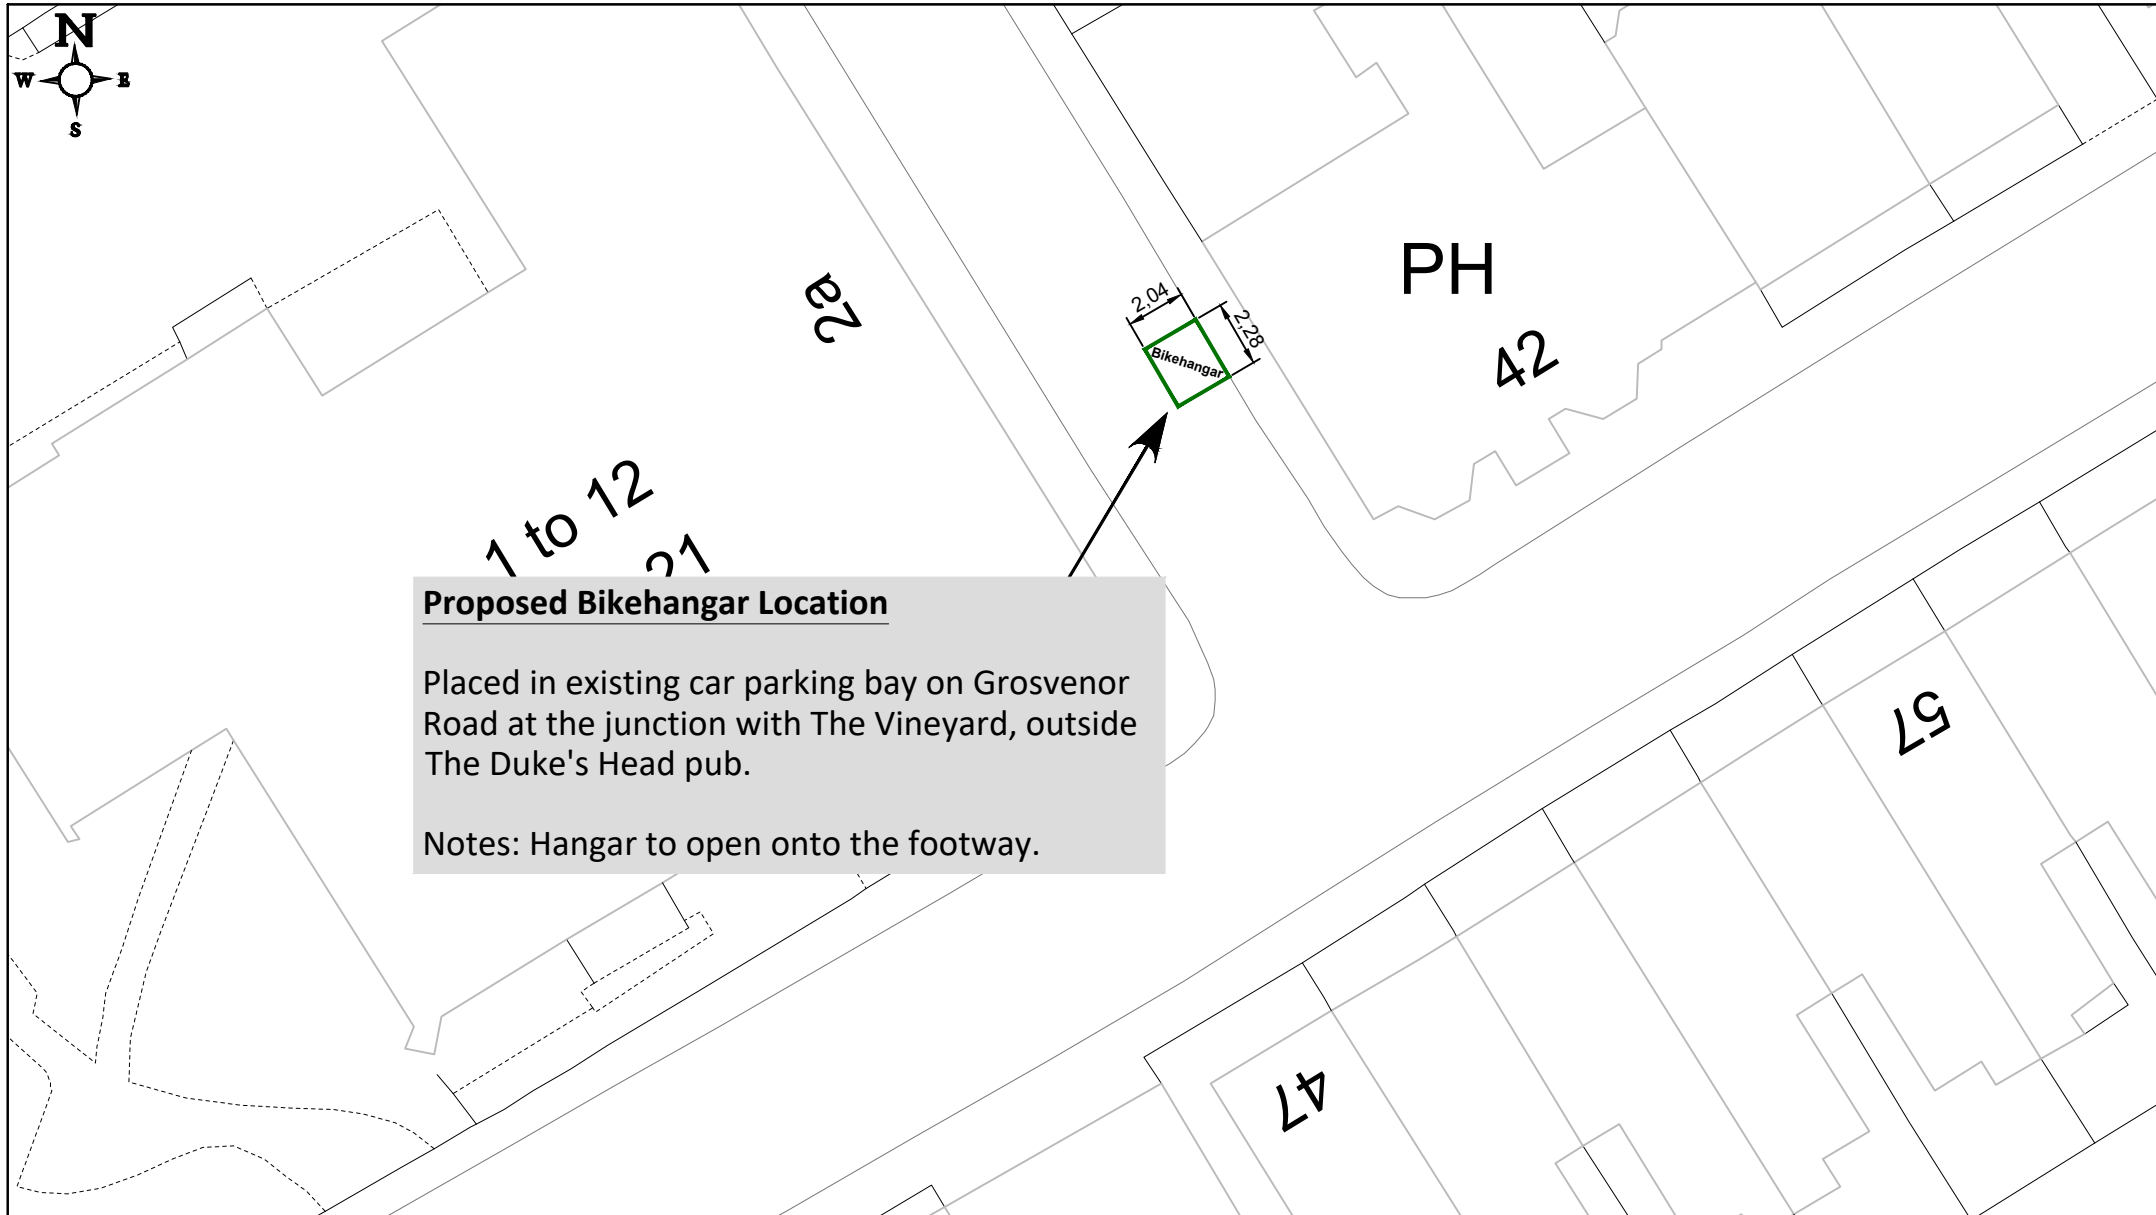 N
W E
S
2a
PH
42
2,04
2,28
Bikehangar
1 to 12
21
Proposed Bikehangar Location
Placed in existing car parking bay on Grosvenor
Road at the junction with The Vineyard, outside
The Duke's Head pub.
Notes: Hangar to open onto the footway.
57
47